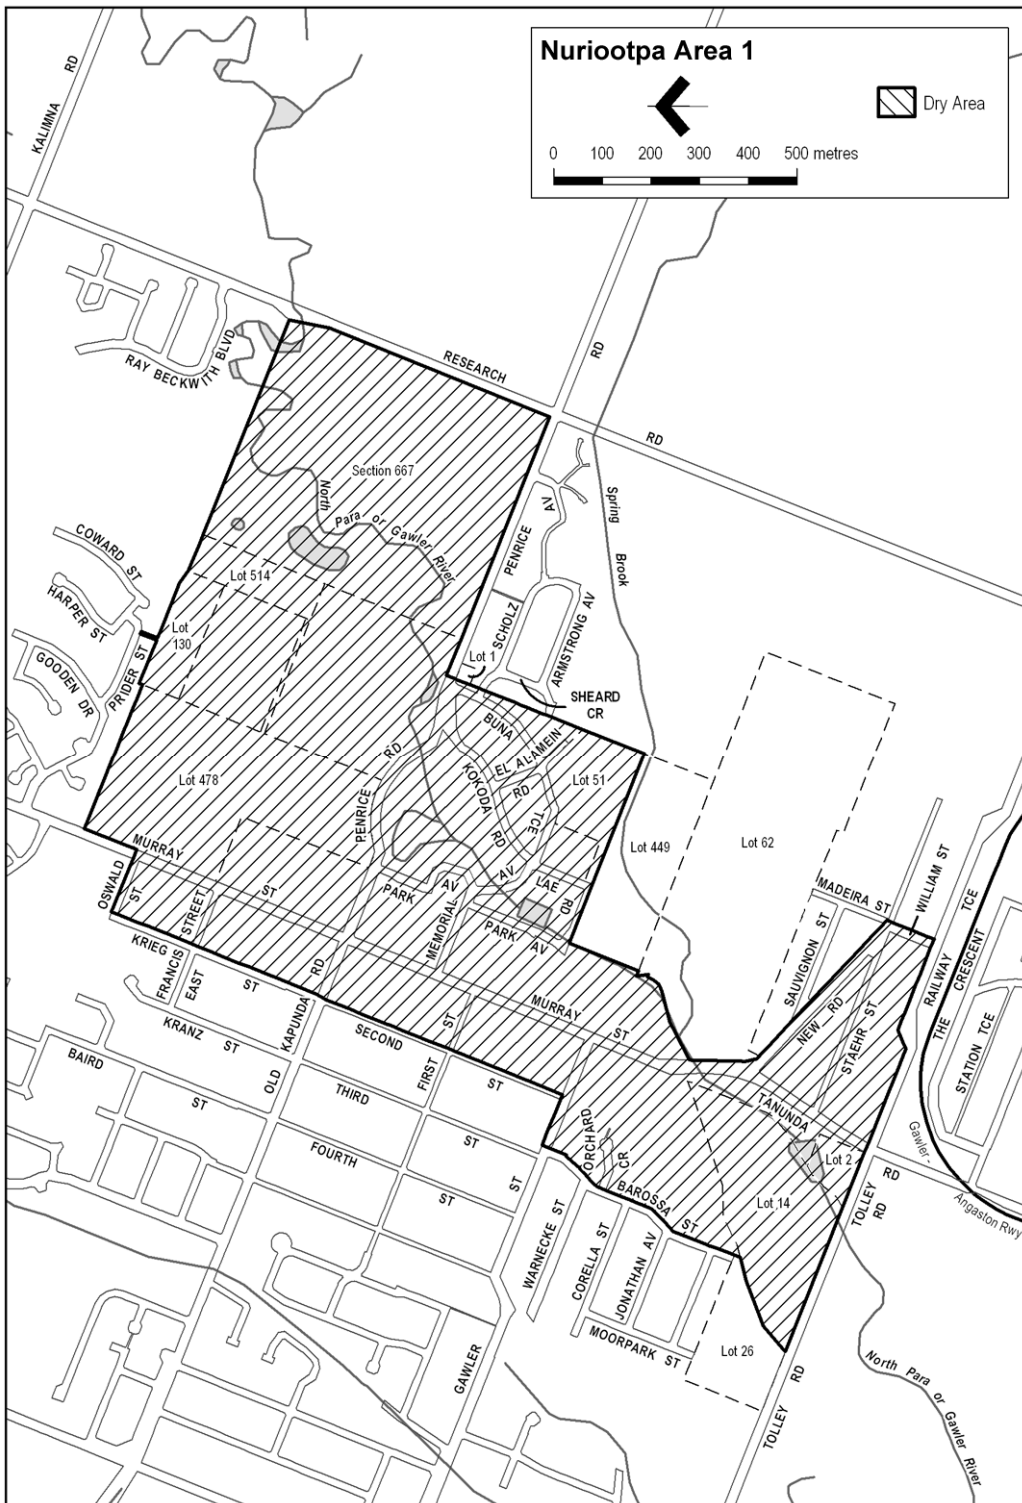 Nuriootpa Area 1
Dry Area
0 100 200 300 400 500 metres
KALIMNA RD
RAY BECKWITH BLVD
RESEARCH RD
RD
Section 667
North Para or Gawler River
Spring Brook
PENRICE AV
SCHOLZ
ARMSTRONG AV
COWARD ST
HARPER ST
GOODEN DR
PRIDER ST
Lot 514
Lot 130
Lot 1
SHEARD CR
BUNA
EL ALAMEIN RD
KOKODA RD
TCE
Lot 51
Lot 478
PENRICE RD
Lot 449
Lot 62
MURRAY ST
OSWALD ST
PARK AV
MEMORIAL AV
LAE RD
PARK AV
MADEIRA ST
WILLIAM ST
SAUVIGNON ST
RAILWAY TCE
THE CRESCENT
STATION TCE
KRIEG ST
FRANCIS STREET
EAST
KRANZ ST
BAIRD ST
OLD KAPUNDA RD
SECOND ST
MURRAY ST
NEW RD
STAEHR ST
FIRST ST
THIRD ST
FOURTH ST
TANUNDA RD
Gawler - Angaston Rwy
ORCHARD CR
BAROSSA ST
Lot 2
Lot 14
TOLLEY RD
WARNECKE ST
CORELLA ST
JONATHAN AV
MOORPARK ST
Lot 26
GAWLER ST
TOLLEY RD
North Para or Gawler River